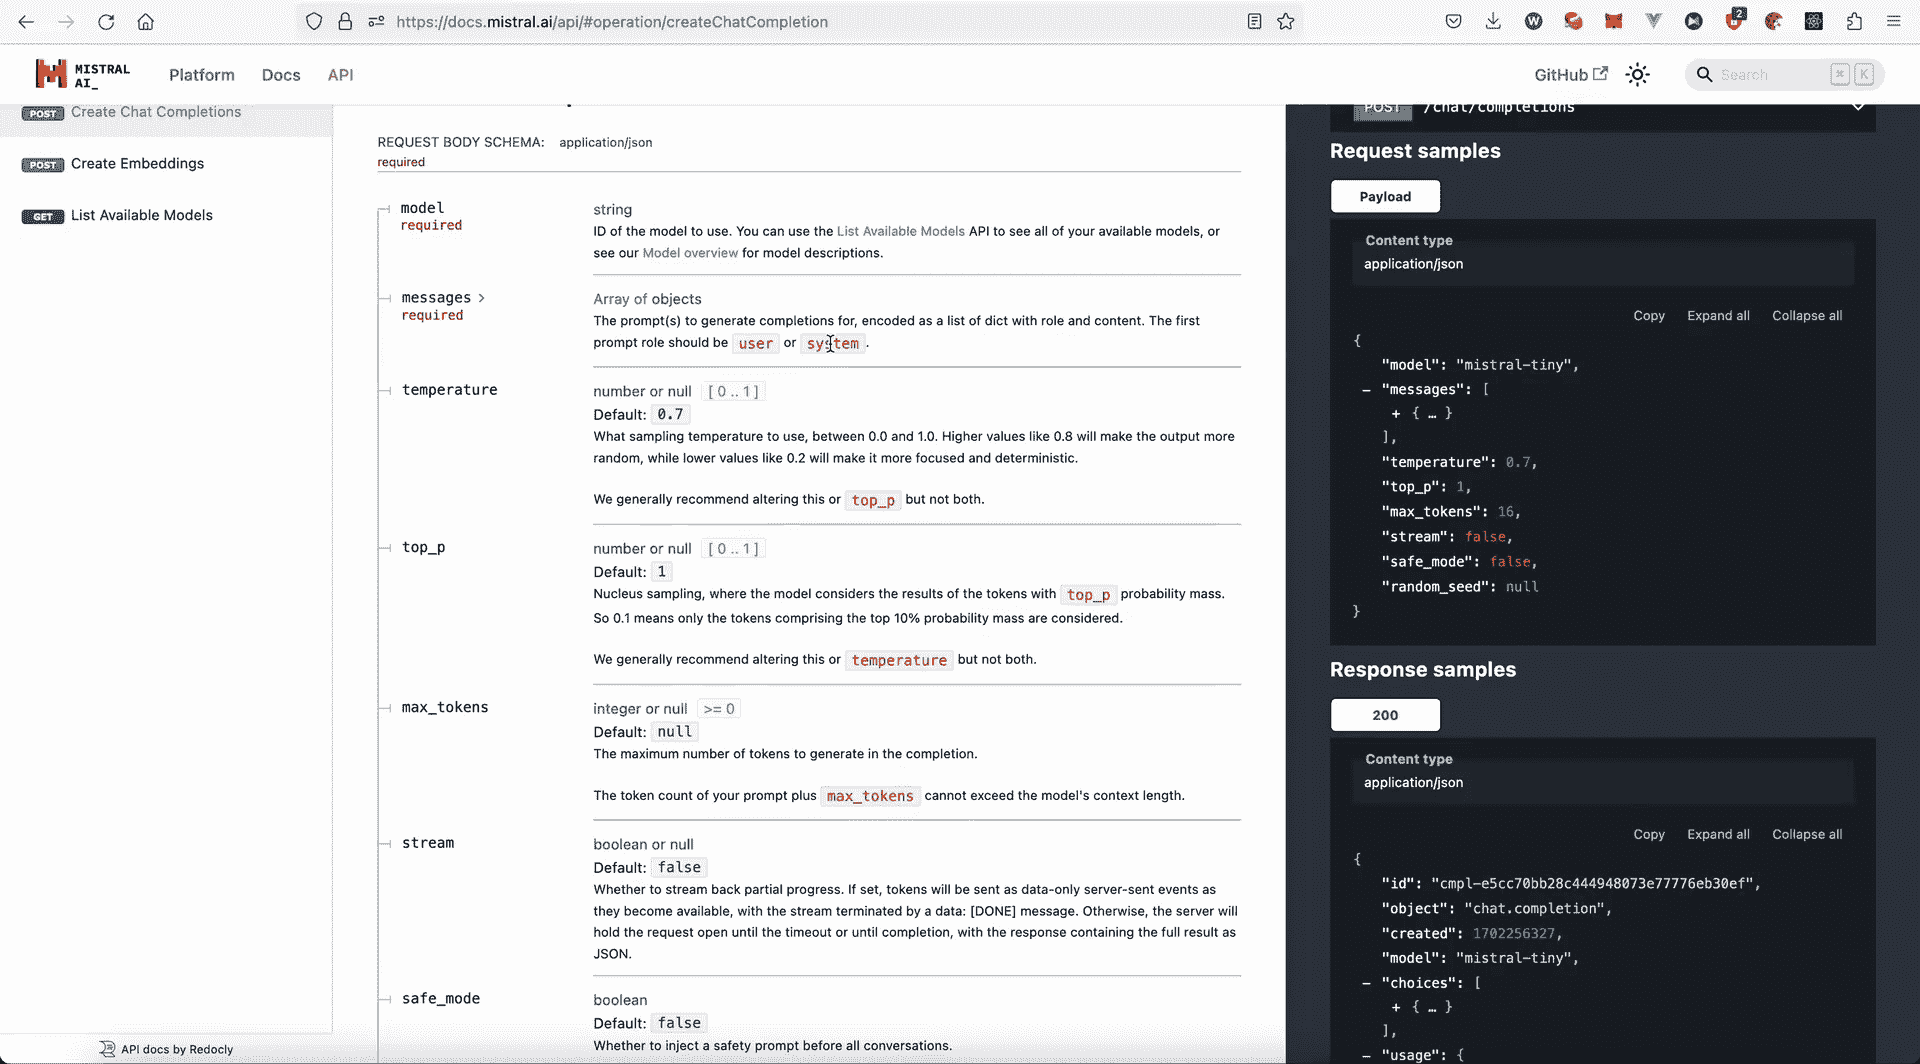 https://docs.mistral.ai/api/#operation/createChatCompletion
2
MISTRAL
AI_
Platform
Docs
API
GitHub
Search
K
POST Create Chat Completions
POST Create Embeddings
GET List Available Models
API docs by Redocly
REQUEST BODY SCHEMA: application/json
required
model
required
string
ID of the model to use. You can use the List Available Models API to see all of your available models, or
see our Model overview for model descriptions.
messages >
required
Array of objects
The prompt(s) to generate completions for, encoded as a list of dict with role and content. The first
prompt role should be user or system.
temperature
number or null [ 0 .. 1 ]
Default: 0.7
What sampling temperature to use, between 0.0 and 1.0. Higher values like 0.8 will make the output more
random, while lower values like 0.2 will make it more focused and deterministic.
We generally recommend altering this or top_p but not both.
top_p
number or null [ 0 .. 1 ]
Default: 1
Nucleus sampling, where the model considers the results of the tokens with top_p probability mass.
So 0.1 means only the tokens comprising the top 10% probability mass are considered.
We generally recommend altering this or temperature but not both.
max_tokens
integer or null >= 0
Default: null
The maximum number of tokens to generate in the completion.
The token count of your prompt plus max_tokens cannot exceed the model's context length.
stream
boolean or null
Default: false
Whether to stream back partial progress. If set, tokens will be sent as data-only server-sent events as
they become available, with the stream terminated by a data: [DONE] message. Otherwise, the server will
hold the request open until the timeout or until completion, with the response containing the full result as
JSON.
safe_mode
boolean
Default: false
Whether to inject a safety prompt before all conversations.
POST /chat/completions
Request samples
Payload
Content type
application/json
Copy Expand all Collapse all
{
"model": "mistral-tiny",
– "messages": [
+ { … }
],
"temperature": 0.7,
"top_p": 1,
"max_tokens": 16,
"stream": false,
"safe_mode": false,
"random_seed": null
}
Response samples
200
Content type
application/json
Copy Expand all Collapse all
{
"id": "cmpl-e5cc70bb28c444948073e77776eb30ef",
"object": "chat.completion",
"created": 1702256327,
"model": "mistral-tiny",
– "choices": [
+ { … }
],
– "usage": {